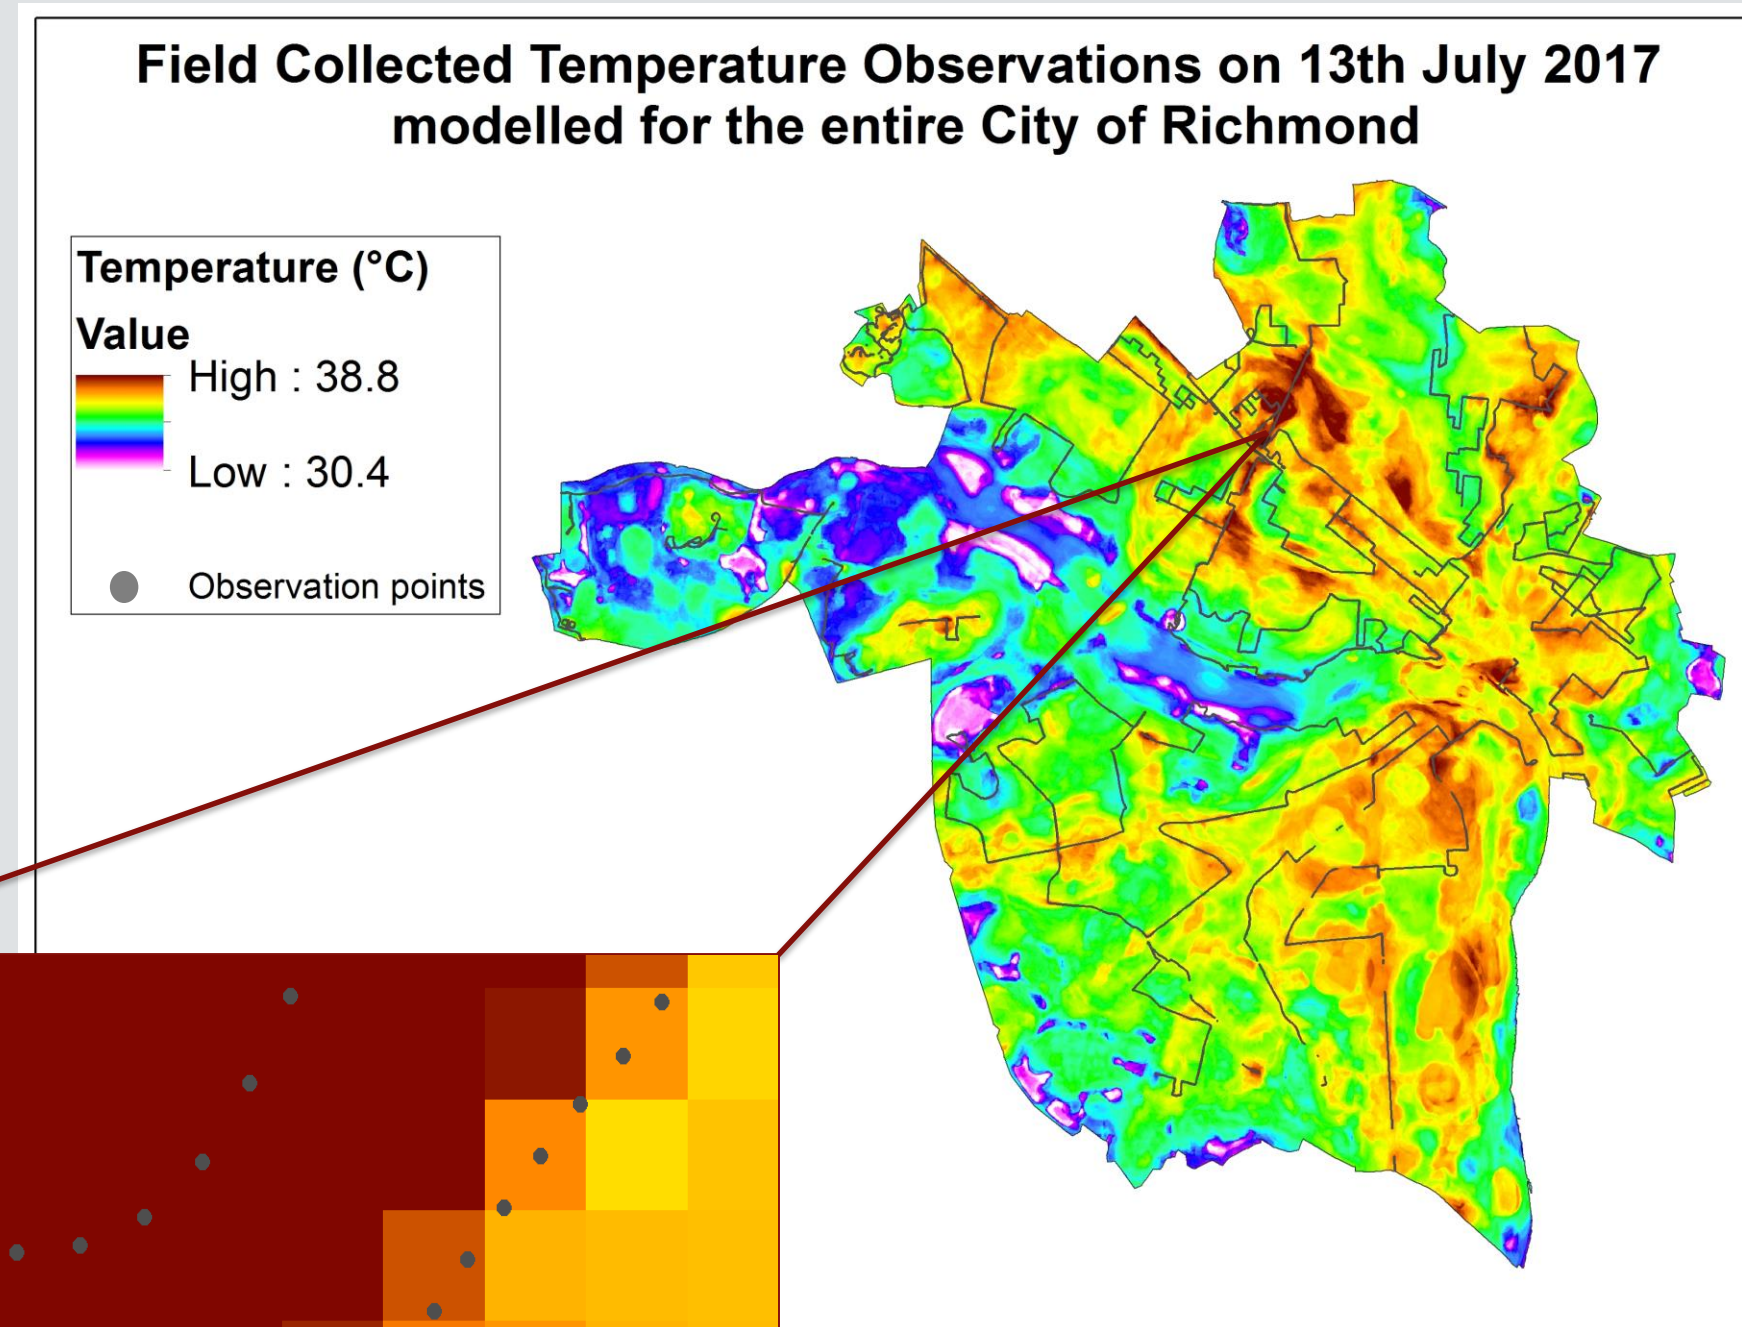 Field Collected Temperature Observations on 13th July 2017
modelled for the entire City of Richmond
Temperature (°C)
Value
High : 38.8
Low : 30.4
Observation points